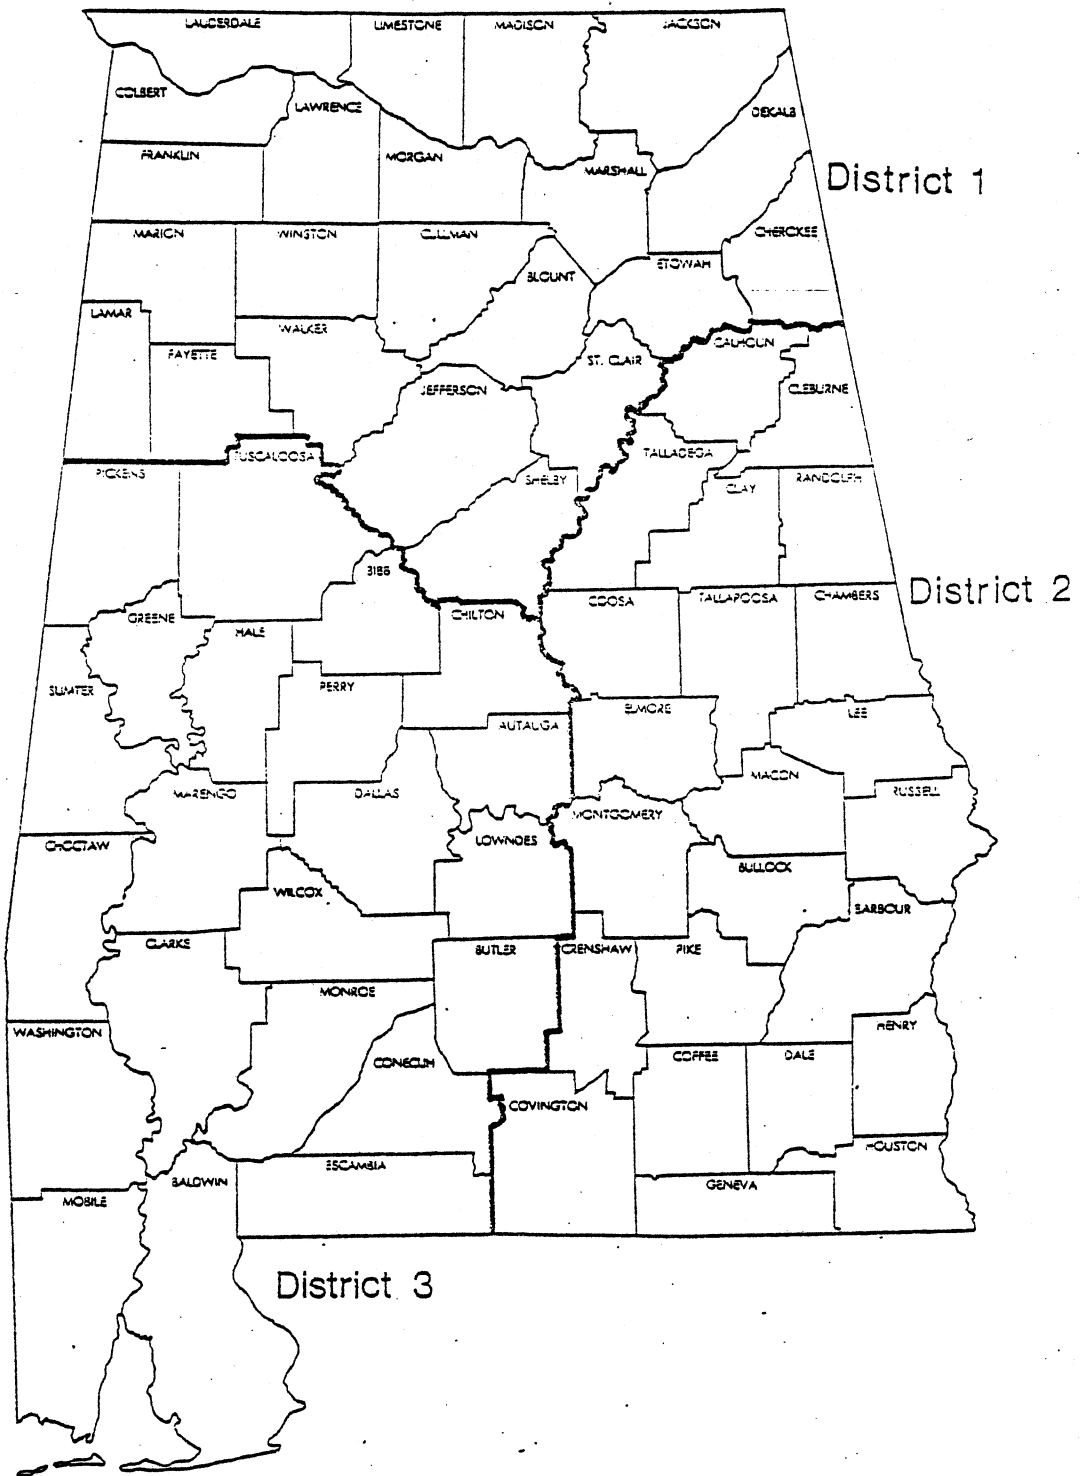 LAUDERDALE LIMESTONE MADISON JACKSON
COLBERT LAWRENCE DEKALB
FRANKLIN MORGAN MARSHALL
District 1
MARION WINSTON CULLMAN CHEROKEE
BLOUNT ETOWAH
LAMAR WALKER
FAYETTE ST. CLAIR CALHOUN
JEFFERSON CLEBURNE
PICKENS TUSCALOOSA SHELBY TALLADEGA
CLAY RANDOLPH
BIBB
District 2
GREENE HALE CHILTON COOSA TALLAPOOSA CHAMBERS
SUMTER PERRY
AUTAUGA ELMORE LEE
MARENGO DALLAS MACON RUSSELL
CHOCTAW LOWNDES MONTGOMERY
WILCOX BULLOCK
BARBOUR
CLARKE BUTLER CRENSHAW PIKE
MONROE
WASHINGTON HENRY
CONECUH COFFEE DALE
COVINGTON
ESCAMBIA HOUSTON
MOBILE BALDWIN GENEVA
District 3